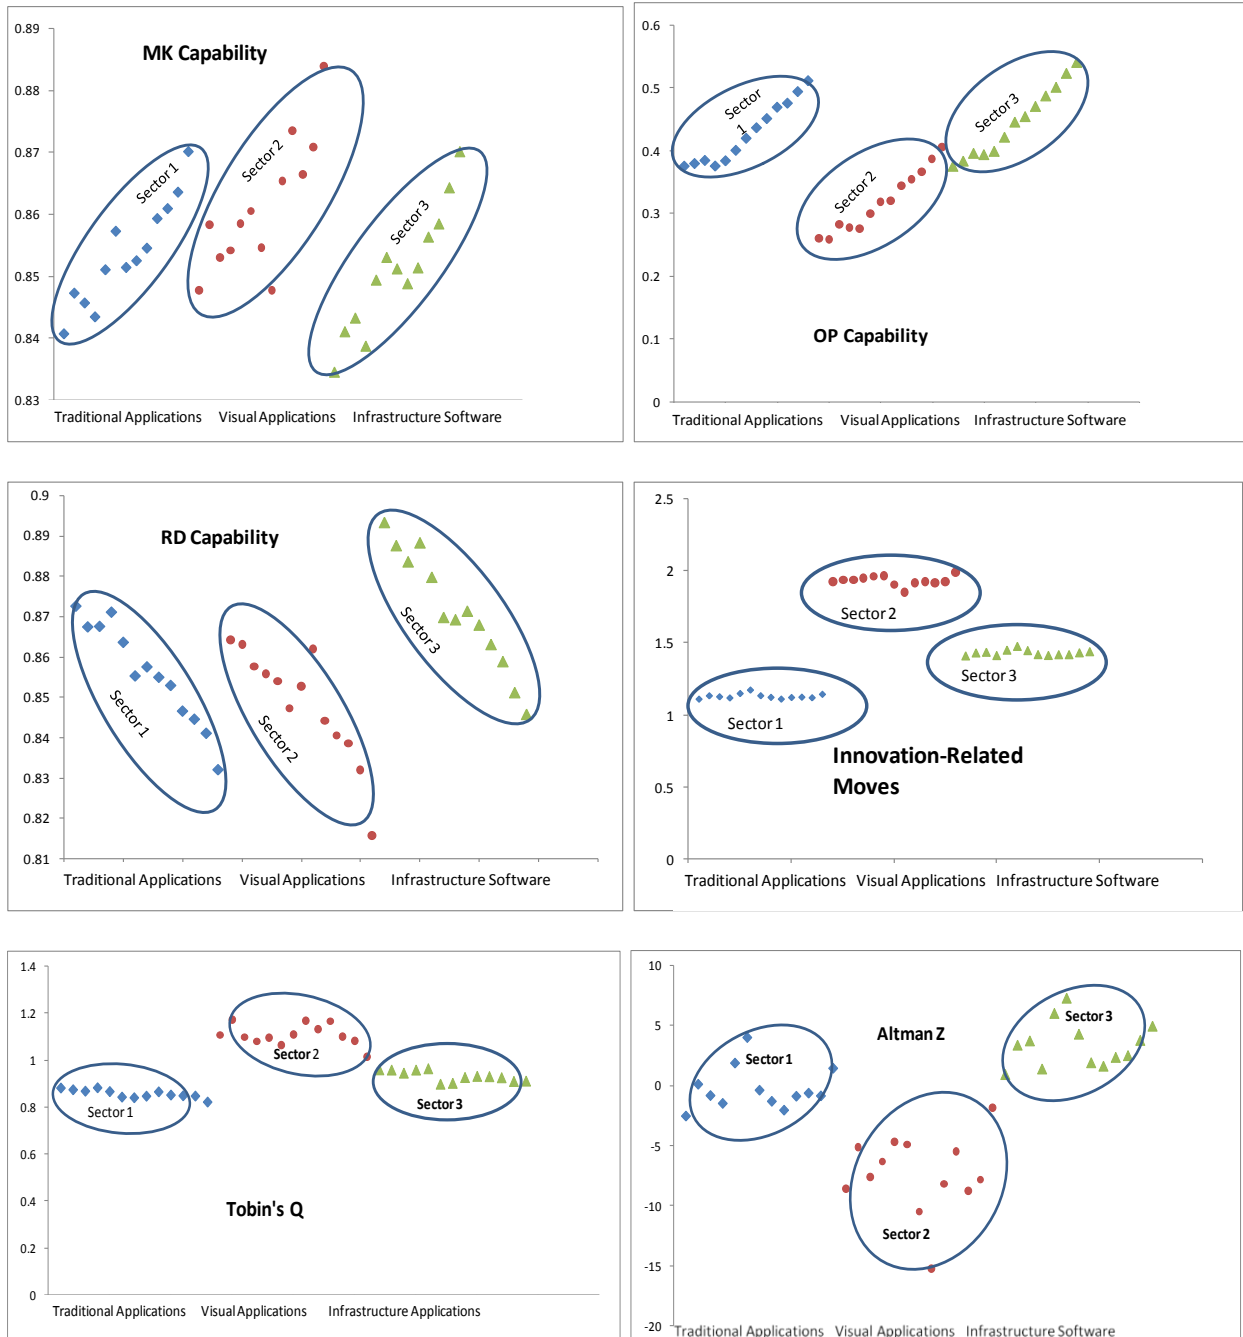 MK Capability
0.89
0.88
0.87
0.86
0.85
0.84
0.83
Sector 1
Sector 2
Sector 3
Traditional Applications Visual Applications Infrastructure Software
OP Capability
0.6
0.5
0.4
0.3
0.2
0.1
0
Sector
1
Sector 2
Sector 3
Traditional Applications Visual Applications Infrastructure Software
RD Capability
0.9
0.89
0.88
0.87
0.86
0.85
0.84
0.83
0.82
0.81
Sector 1
Sector 2
Sector 3
Traditional Applications Visual Applications Infrastructure Software
2.5
2
1.5
1
0.5
0
Sector 2
Sector 3
Sector 1
Innovation-Related
Moves
Traditional Applications Visual Applications Infrastructure Software
1.4
1.2
1
0.8
0.6
0.4
0.2
0
Sector 1
Sector 2
Sector 3
Tobin's Q
Traditional Applications Visual Applications Infrastructure Applications
10
5
0
-5
-10
-15
-20
Altman Z
Sector 1
Sector 2
Sector 3
Traditional Applications Visual Applications Infrastructure Software